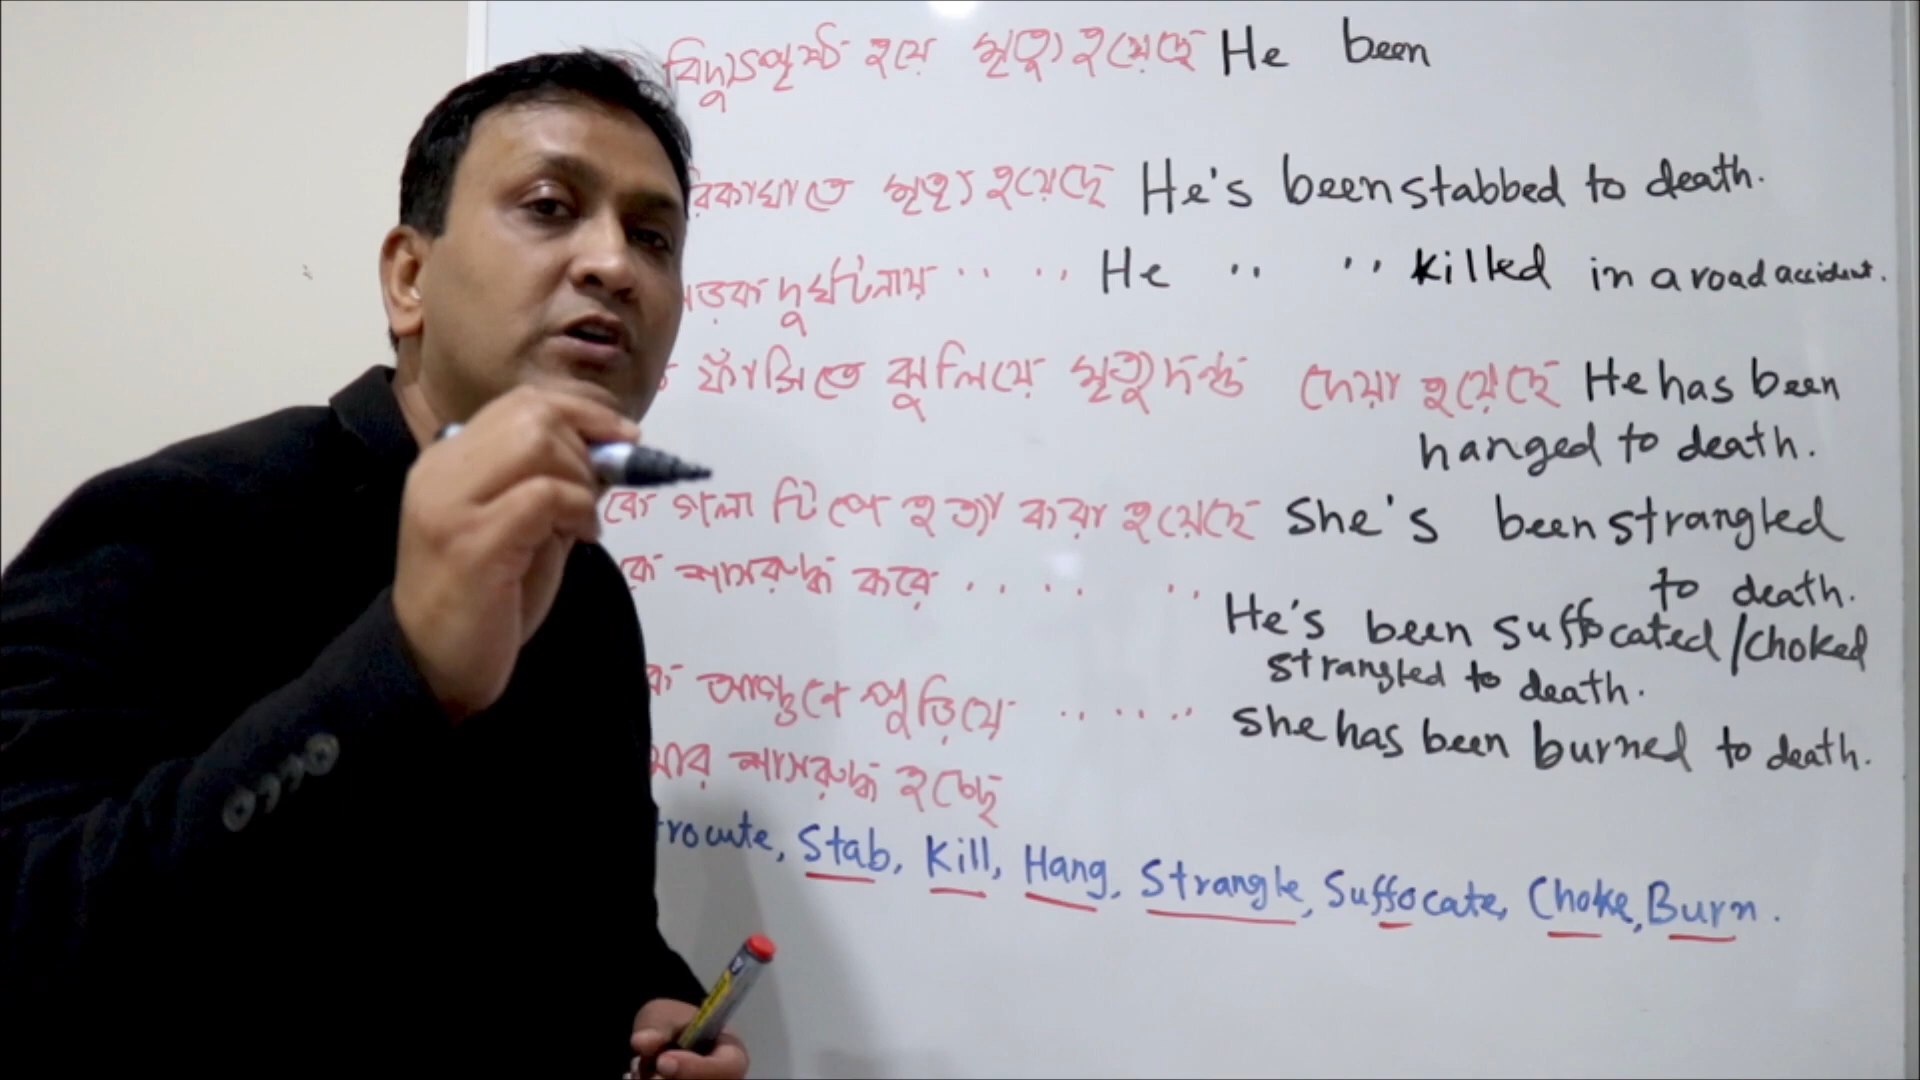 বিদ্যুৎস্পৃষ্ট হয়ে মৃত্যু হয়েছে He been
রিকাঘাতে মৃত্যু হয়েছে He's been stabbed to death.
ড়ক দুর্ঘটনায় .. .. He .. .. killed in a road accident.
ফাঁসিতে ঝুলিয়ে মৃত্যুদন্ড দেয়া হয়েছে He has been
hanged to death.
কে গলা টিপে হত্যা করা হয়েছে She's been strangled
to death.
কে শ্বাসরুদ্ধ করে .... .. He's been suffocated/choked
strangled to death.
কে আগুনে পুড়িয়ে ..... She has been burned to death.
মার শ্বাসরুদ্ধ হচ্ছে
trocute, Stab, Kill, Hang, Strangle, Suffocate, Choke, Burn.